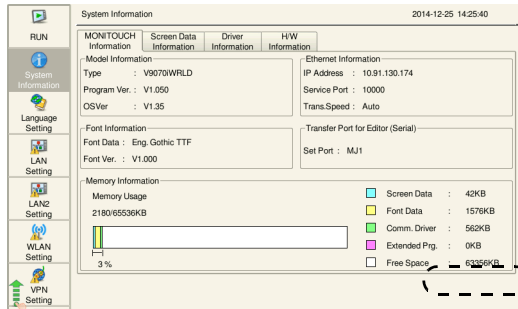 System Information 2014-12-25 14:25:40
RUN
System
Information
Language
Setting
LAN
Setting
LAN2
Setting
WLAN
Setting
VPN
Setting
MONITOUCH
Information
Screen Data
Information
Driver
Information
H/W
Information
Model Information
Type : V9070iWRLD
Program Ver. : V1.050
OSVer : V1.35
Ethernet Information
IP Address : 10.91.130.174
Service Port : 10000
Trans.Speed : Auto
Font Information
Font Data : Eng. Gothic TTF
Font Ver. : V1.000
Transfer Port for Editor (Serial)
Set Port : MJ1
Memory Information
Memory Usage
2180/65536KB
3 %
Screen Data : 42KB
Font Data : 1576KB
Comm. Driver : 562KB
Extended Prg. : 0KB
Free Space : 63356KB